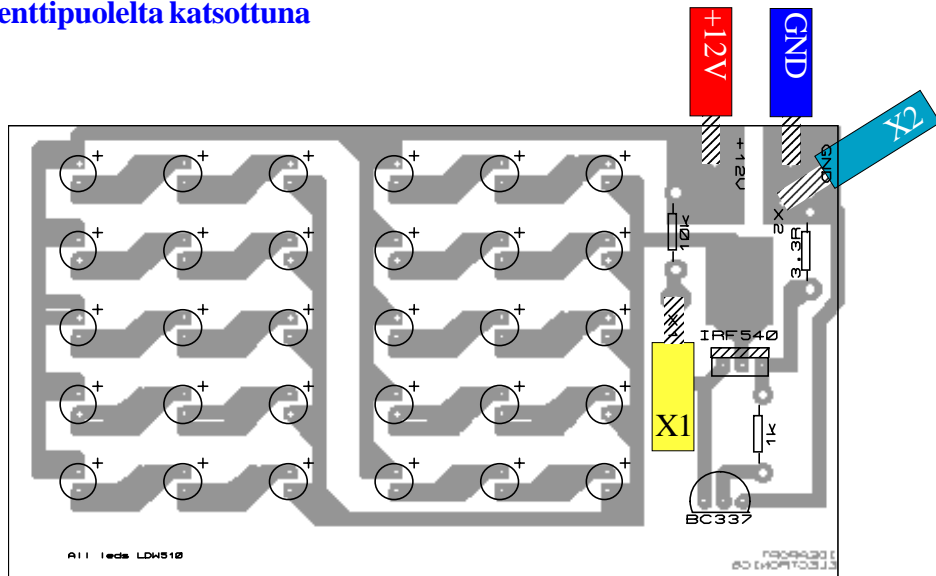 enttipuolelta katsottuna
+12V
GND
X2
+12V
GND
X2
10K
3.3R
IRF540
X1
1K
BC337
All leds LDW510